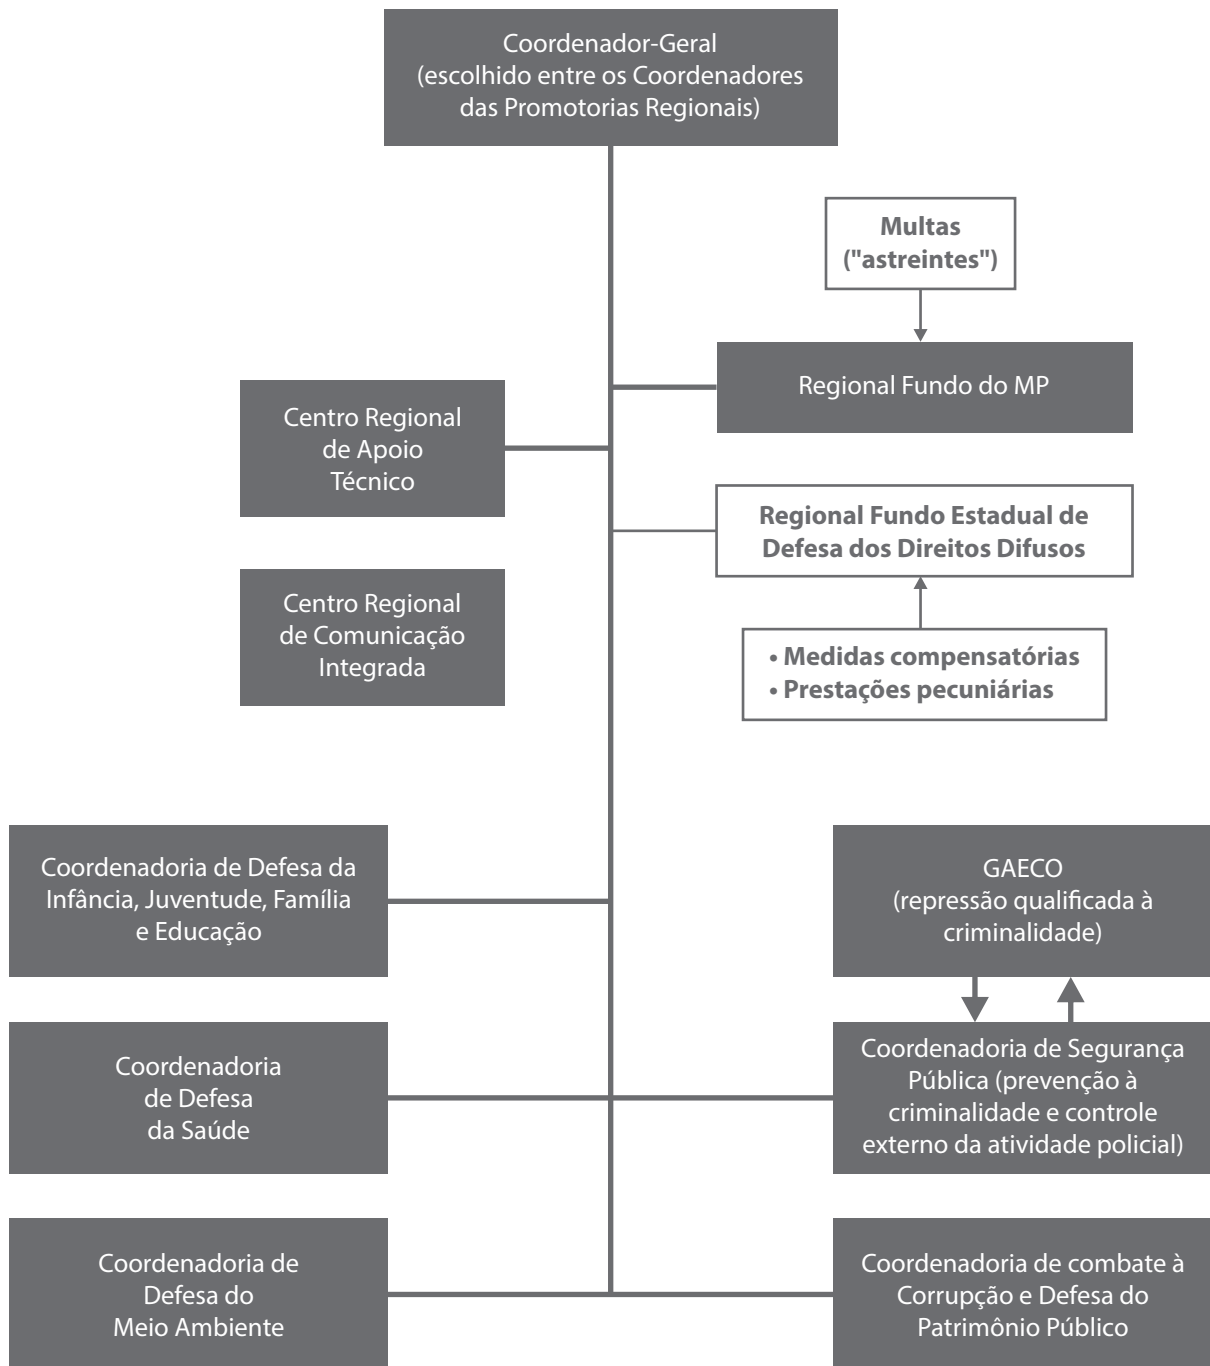 Coordenador-Geral
(escolhido entre os Coordenadores
das Promotorias Regionais)
Multas
("astreintes")
Regional Fundo do MP
Centro Regional
de Apoio
Técnico
Regional Fundo Estadual de
Defesa dos Direitos Difusos
Centro Regional
de Comunicação
Integrada
• Medidas compensatórias
• Prestações pecuniárias
Coordenadoria de Defesa da
Infância, Juventude, Família
e Educação
GAECO
(repressão qualificada à
criminalidade)
Coordenadoria
de Defesa
da Saúde
Coordenadoria de Segurança
Pública (prevenção à
criminalidade e controle
externo da atividade policial)
Coordenadoria de
Defesa do
Meio Ambiente
Coordenadoria de combate à
Corrupção e Defesa do
Patrimônio Público